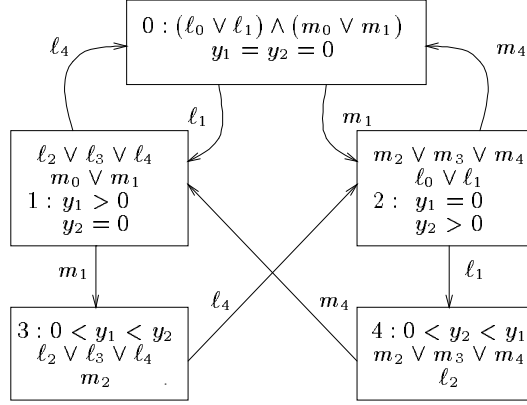 0 : (ℓ₀ ∨ ℓ₁) ∧ (m₀ ∨ m₁)
y₁ = y₂ = 0
ℓ₄
m₄
ℓ₁
m₁
ℓ₂ ∨ ℓ₃ ∨ ℓ₄
m₀ ∨ m₁
1 : y₁ > 0
y₂ = 0
m₂ ∨ m₃ ∨ m₄
ℓ₀ ∨ ℓ₁
2 : y₁ = 0
y₂ > 0
m₁
ℓ₄
m₄
ℓ₁
3 : 0 < y₁ < y₂
ℓ₂ ∨ ℓ₃ ∨ ℓ₄
m₂
4 : 0 < y₂ < y₁
m₂ ∨ m₃ ∨ m₄
ℓ₂